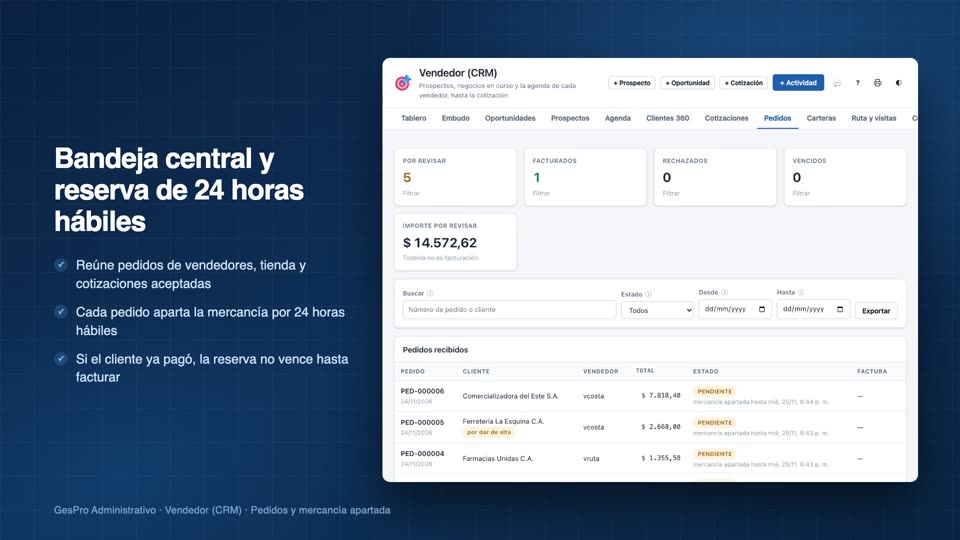 Bandeja central y
reserva de 24 horas
hábiles
Reúne pedidos de vendedores, tienda y
cotizaciones aceptadas
Cada pedido aparta la mercancía por 24 horas
hábiles
Si el cliente ya pagó, la reserva no vence hasta
facturar
GesPro Administrativo · Vendedor (CRM) · Pedidos y mercancía apartada
Vendedor (CRM)
Prospectos, negocios en curso y la agenda de cada
vendedor, hasta la cotización
+ Prospecto + Oportunidad + Cotización + Actividad ?
Tablero Embudo Oportunidades Prospectos Agenda Clientes 360 Cotizaciones Pedidos Carteras Ruta y visitas
POR REVISAR FACTURADOS RECHAZADOS VENCIDOS
5 1 0 0
Filtrar Filtrar Filtrar Filtrar
IMPORTE POR REVISAR
$ 14.572,62
Todavía no es facturación
Buscar Estado Desde Hasta
Número de pedido o cliente Todos dd/mm/yyyy dd/mm/yyyy Exportar
Pedidos recibidos
PEDIDO CLIENTE VENDEDOR TOTAL ESTADO FACTURA
PED-000006 Comercializadora del Este S.A. vcosta $ 7.818,40 PENDIENTE —
24/11/2026 mercancía apartada hasta mié, 25/11, 8:44 p. m.
PED-000005 Ferretería La Esquina C.A. vcosta $ 2.668,00 PENDIENTE —
24/11/2026 por dar de alta mercancía apartada hasta mié, 25/11, 8:43 p. m.
PED-000004 Farmacias Unidas C.A. vruta $ 1.355,58 PENDIENTE —
24/11/2026 mercancía apartada hasta mié, 25/11, 8:43 p. m.